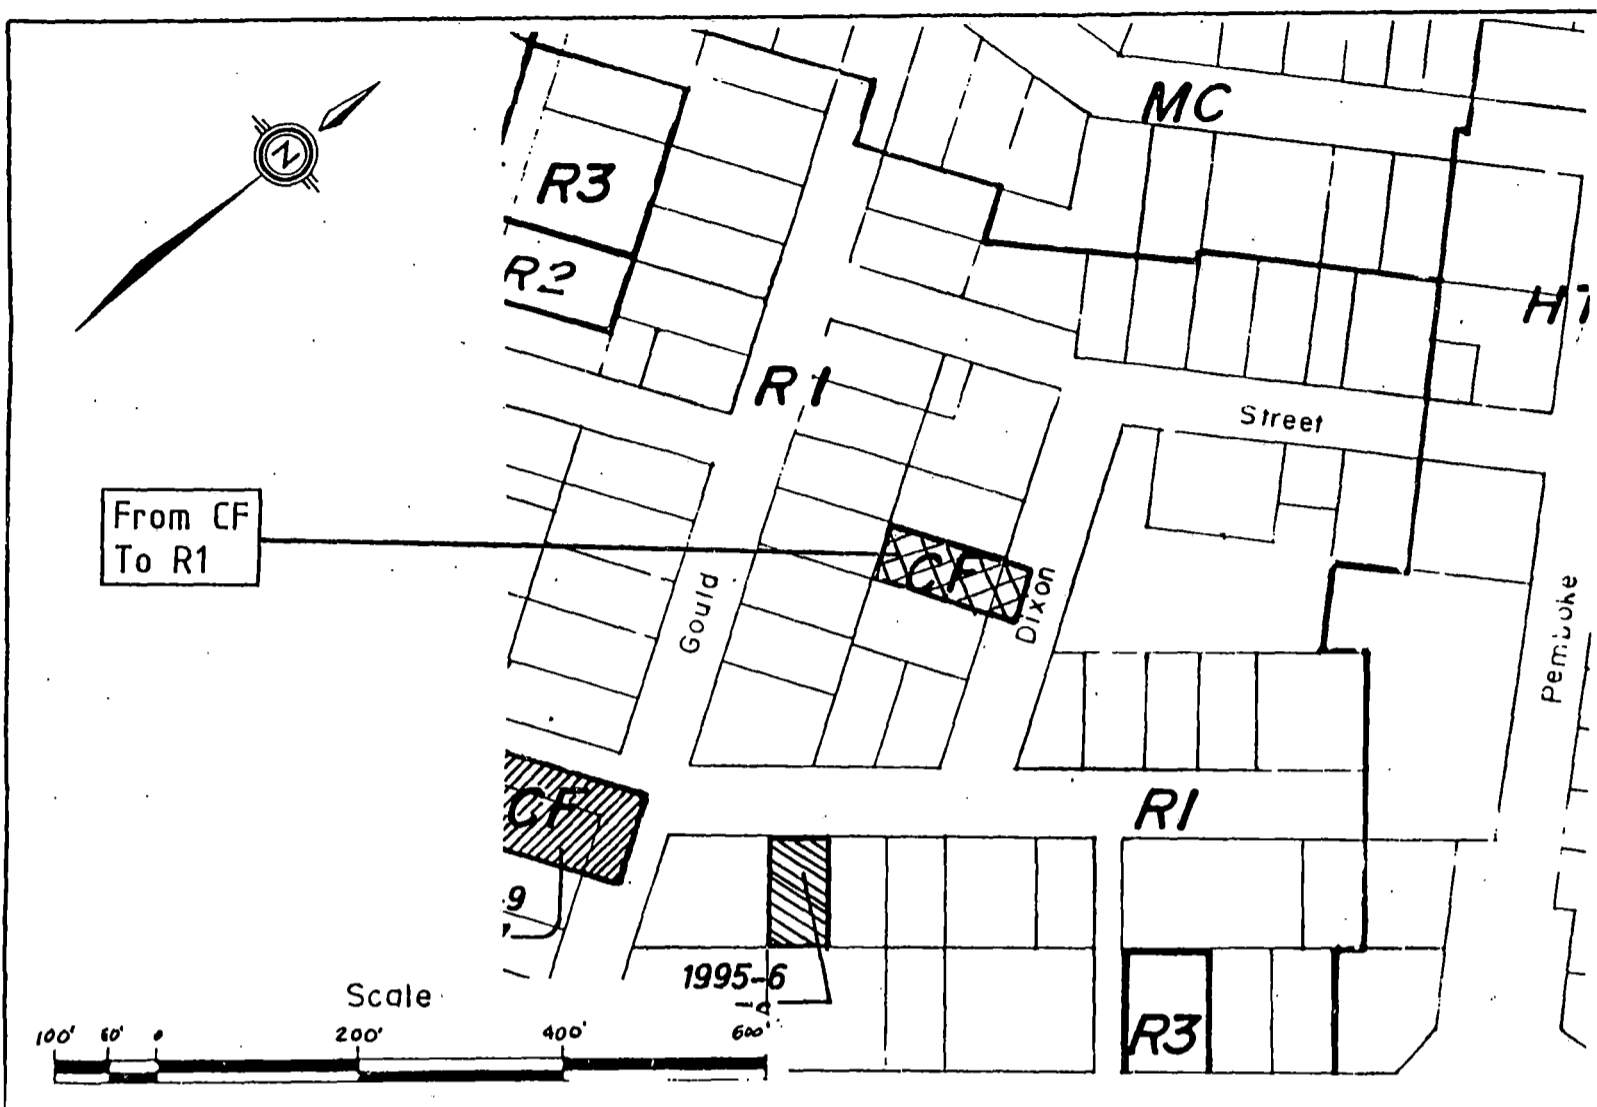 MC
N
R3
R2
HT
R1
Street
From CF
To R1
CF
Gould
Dixon
Pembroke
CF
R1
9
1995-6
Scale
100' 50' 0 200' 400' 600'
R3